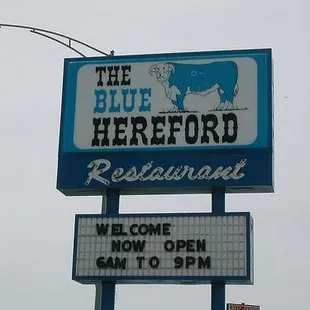 THE
BLUE
HEREFORD
Restaurant
WELCOME
NOW OPEN
6AM TO 9PM